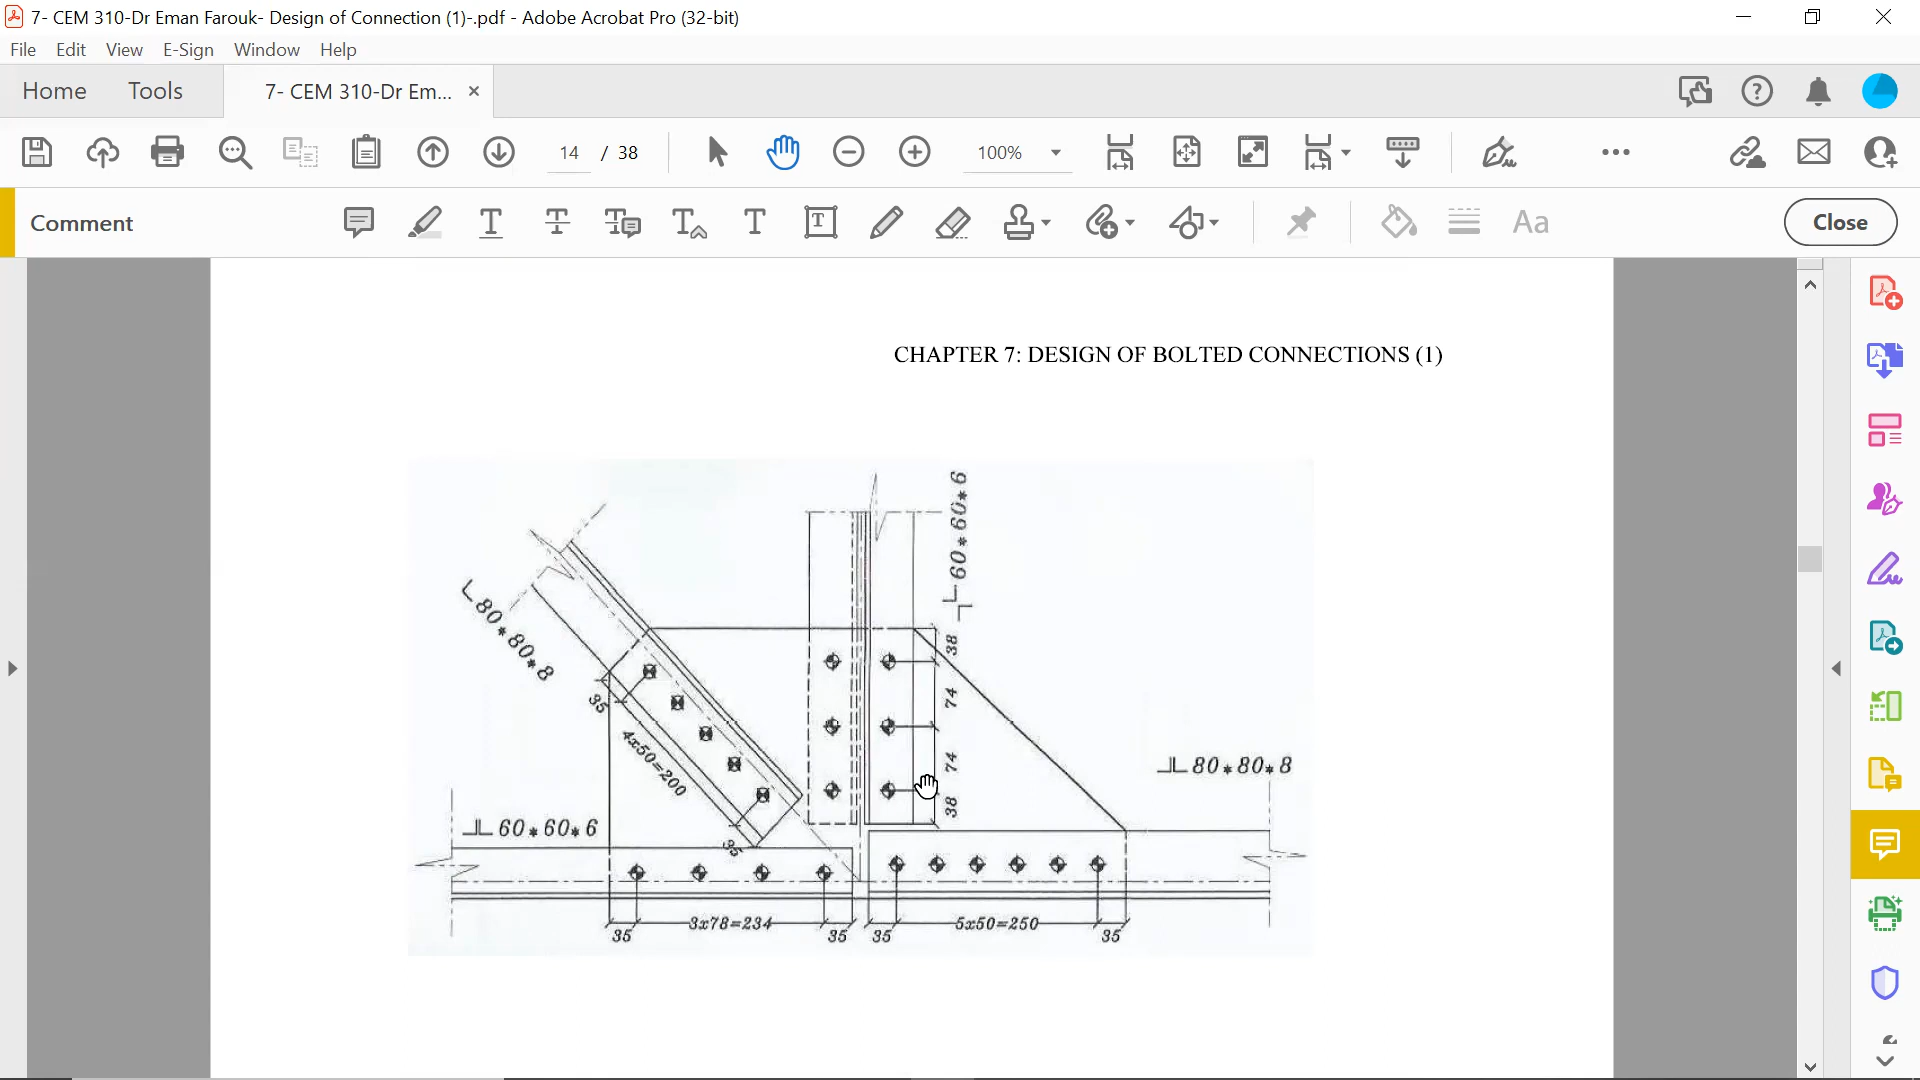 7- CEM 310-Dr Eman Farouk- Design of Connection (1)-.pdf - Adobe Acrobat Pro (32-bit)
File Edit View E-Sign Window Help
Home Tools 7- CEM 310-Dr Em... ×
14 / 38 100%
Comment Aa Close
CHAPTER 7: DESIGN OF BOLTED CONNECTIONS (1)
60*60*6
80*80*8
38
74
74
38
35
4x50=200
35
80*80*8
60*60*6
3x78=234
5x50=250
35
35
35
35